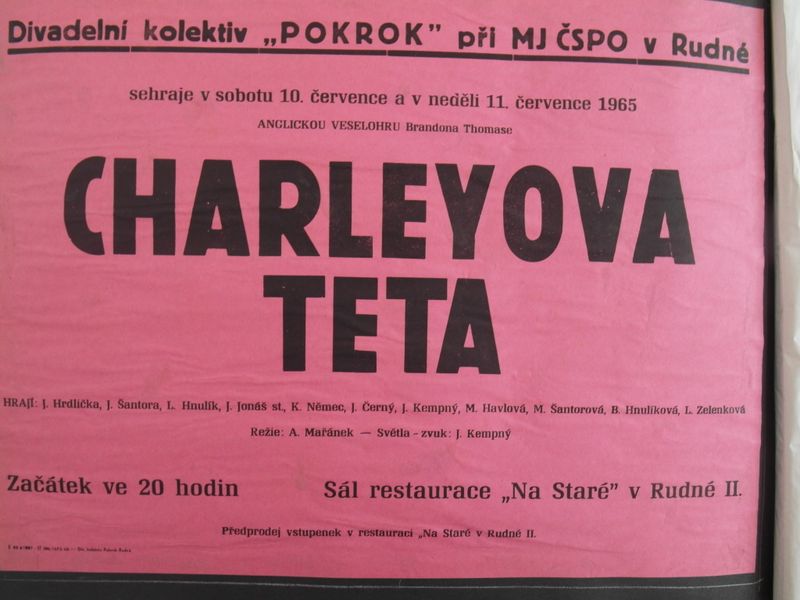 Divadelní kolektiv „POKROK” při MJ ČSPO v Rudné
sehraje v sobotu 10. července a v neděli 11. července 1965
ANGLICKOU VESELOHRU Brandona Thomase
CHARLEYOVA
TETA
HRAJÍ: J. Hrdlička, J. Šantora, L. Hnulík, J. Jonáš st., K. Němec, J. Černý, J. Kempný, M. Havlová, M. Šantorová, B. Hnulíková, L. Zelenková
Režie: A. Mařánek — Světla - zvuk: J. Kempný
Začátek ve 20 hodin
Sál restaurace „Na Staré” v Rudné II.
Předprodej vstupenek v restauraci „Na Staré v Rudné II.